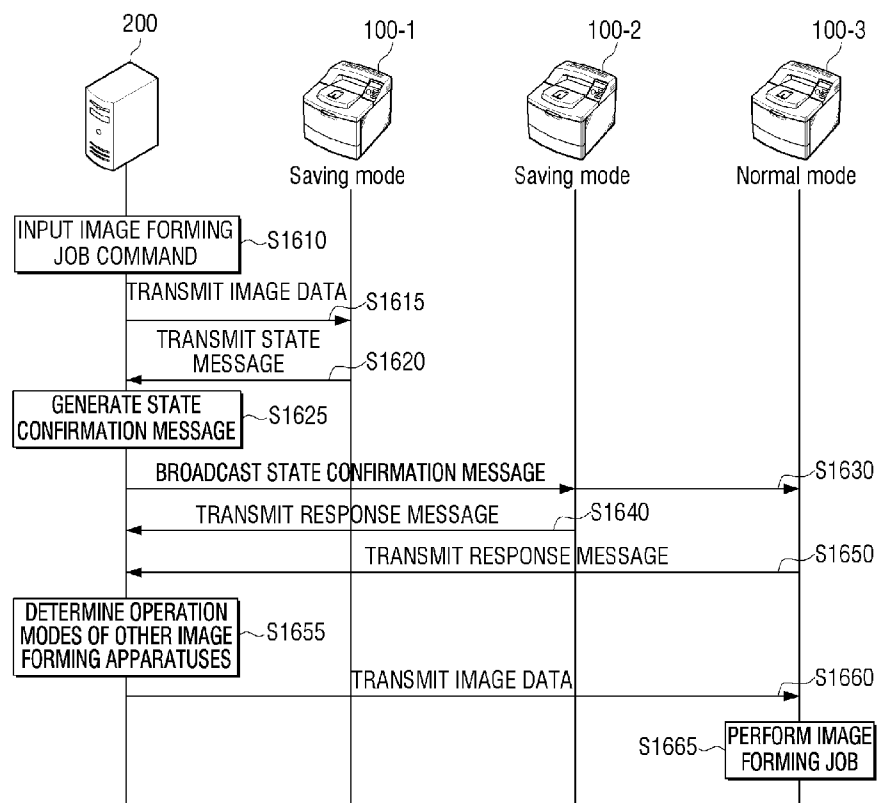 200
100-1
100-2
100-3
Saving mode
Saving mode
Normal mode
INPUT IMAGE FORMING
JOB COMMAND
S1610
TRANSMIT IMAGE DATA
S1615
TRANSMIT STATE
MESSAGE
S1620
GENERATE STATE
CONFIRMATION MESSAGE
S1625
BROADCAST STATE CONFIRMATION MESSAGE
S1630
TRANSMIT RESPONSE MESSAGE
S1640
TRANSMIT RESPONSE MESSAGE
S1650
DETERMINE OPERATION
MODES OF OTHER IMAGE
FORMING APPARATUSES
S1655
TRANSMIT IMAGE DATA
S1660
S1665
PERFORM IMAGE
FORMING JOB